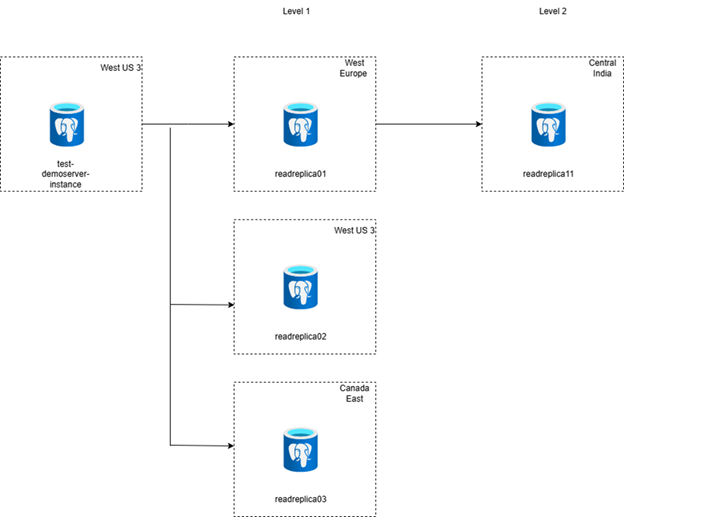 Level 1
Level 2
West US 3
test-
demoserver-
instance
West
Europe
readreplica01
Central
India
readreplica11
West US 3
readreplica02
Canada
East
readreplica03